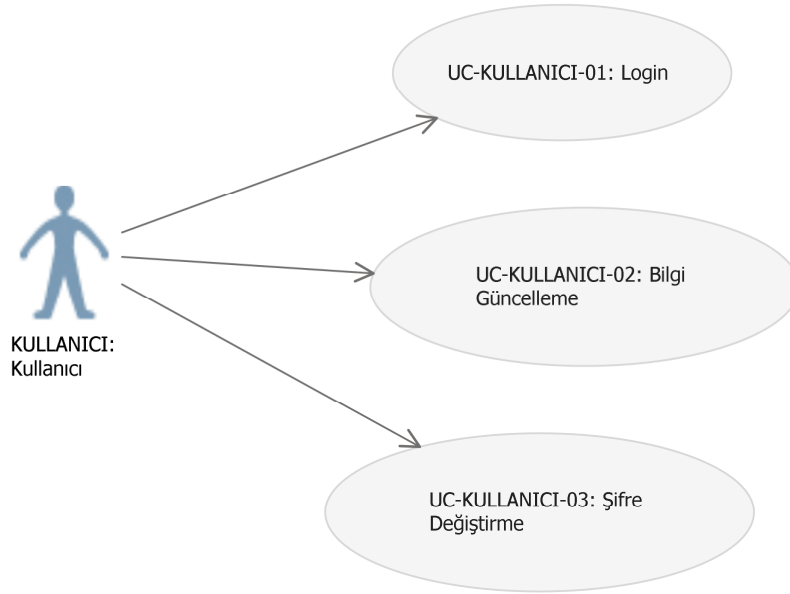 UC-KULLANICI-01: Login
UC-KULLANICI-02: Bilgi
Güncelleme
KULLANICI:
Kullanıcı
UC-KULLANICI-03: Şifre
Değiştirme